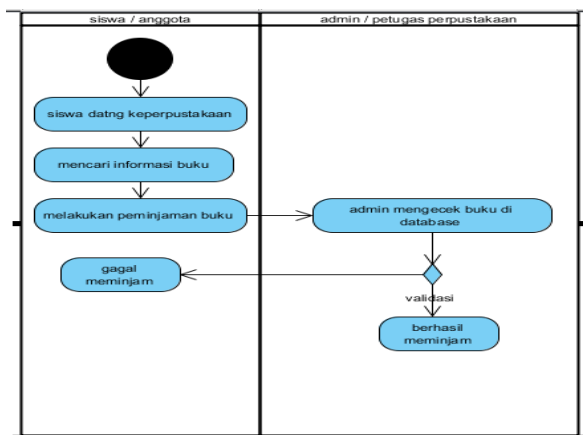 siswa / anggota
admin / petugas perpustakaan
siswa datng keperpustakaan
mencari informasi buku
melakukan peminjaman buku
admin mengecek buku di
database
gagal
meminjam
validasi
berhasil
meminjam